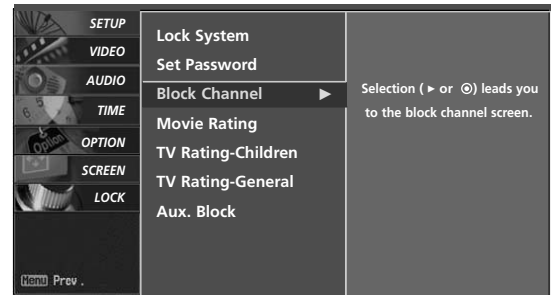 SETUP
VIDEO
AUDIO
TIME
OPTION
SCREEN
LOCK
Menu Prev .
Lock System
Set Password
Block Channel ►
Movie Rating
TV Rating-Children
TV Rating-General
Aux. Block
Selection ( ► or ◉) leads you
to the block channel screen.